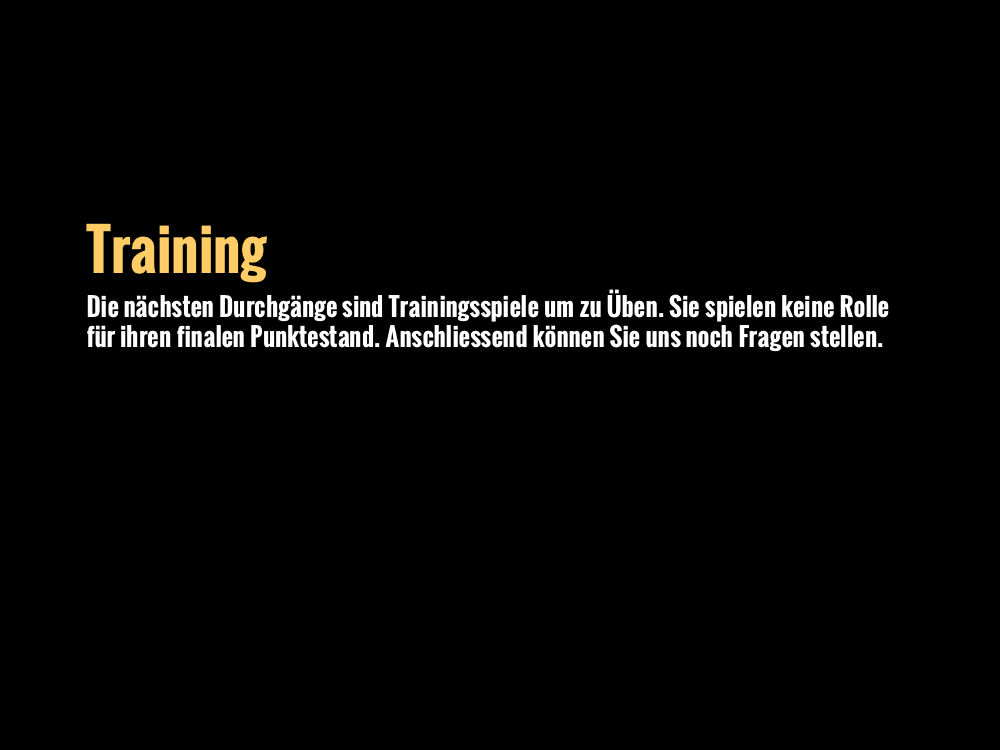 Training
Die nächsten Durchgänge sind Trainingsspiele um zu Üben. Sie spielen keine Rolle
für ihren finalen Punktestand. Anschliessend können Sie uns noch Fragen stellen.